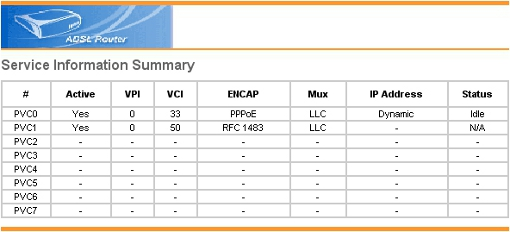 ADSL Router
Service Information Summary
# Active VPI VCI ENCAP Mux IP Address Status
PVC0 Yes 0 33 PPPoE LLC Dynamic Idle
PVC1 Yes 0 50 RFC 1483 LLC - N/A
PVC2 - - - - - - -
PVC3 - - - - - - -
PVC4 - - - - - - -
PVC5 - - - - - - -
PVC6 - - - - - - -
PVC7 - - - - - - -